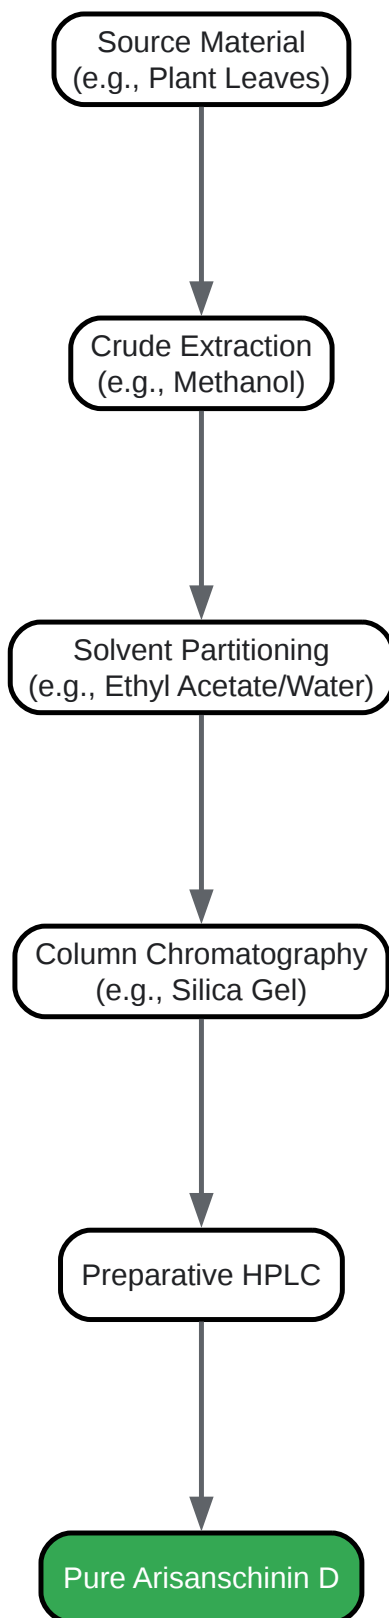 Source Material
(e.g., Plant Leaves)
Crude Extraction
(e.g., Methanol)
Solvent Partitioning
(e.g., Ethyl Acetate/Water)
Column Chromatography
(e.g., Silica Gel)
Preparative HPLC
Pure Arisanschinin D